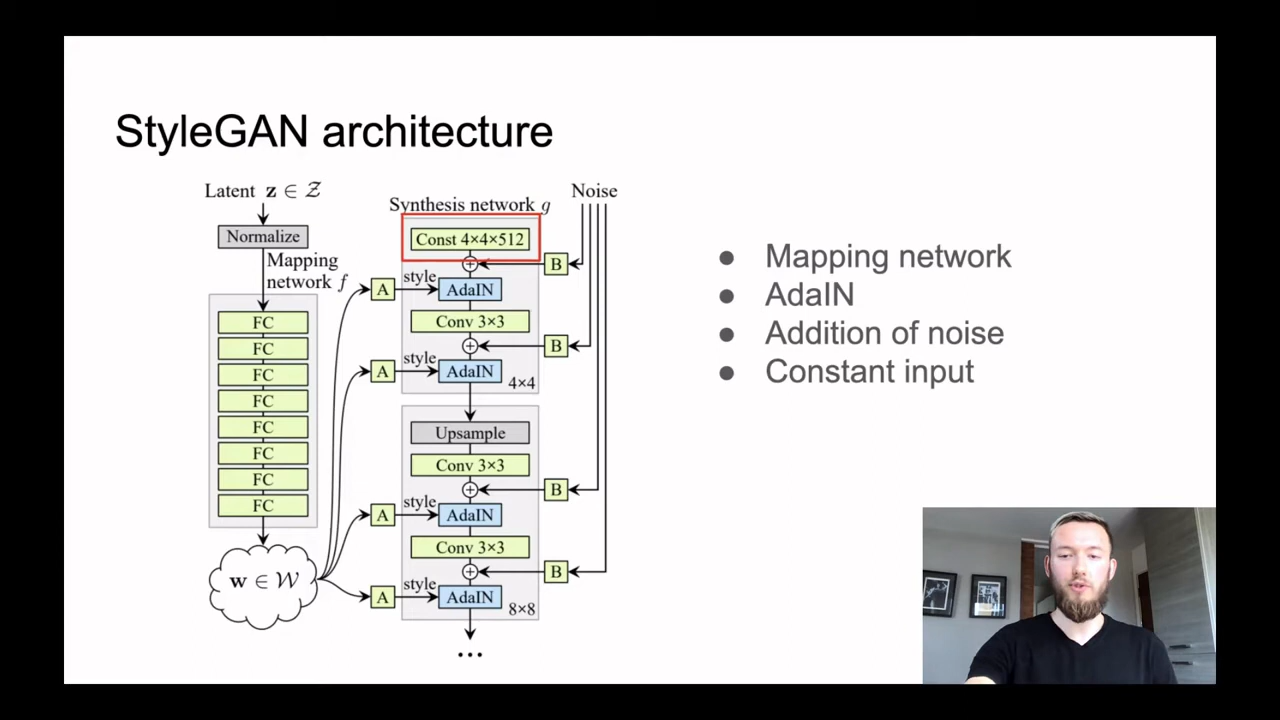 StyleGAN architecture
Latent z ∈ Z
Normalize
Mapping
network f
FC
FC
FC
FC
FC
FC
FC
FC
w ∈ W
Synthesis network g
Noise
Const 4×4×512
B
style
A
AdaIN
Conv 3×3
B
style
A
AdaIN
4×4
Upsample
Conv 3×3
B
style
A
AdaIN
Conv 3×3
B
style
A
AdaIN
8×8
...
● Mapping network
● AdaIN
● Addition of noise
● Constant input